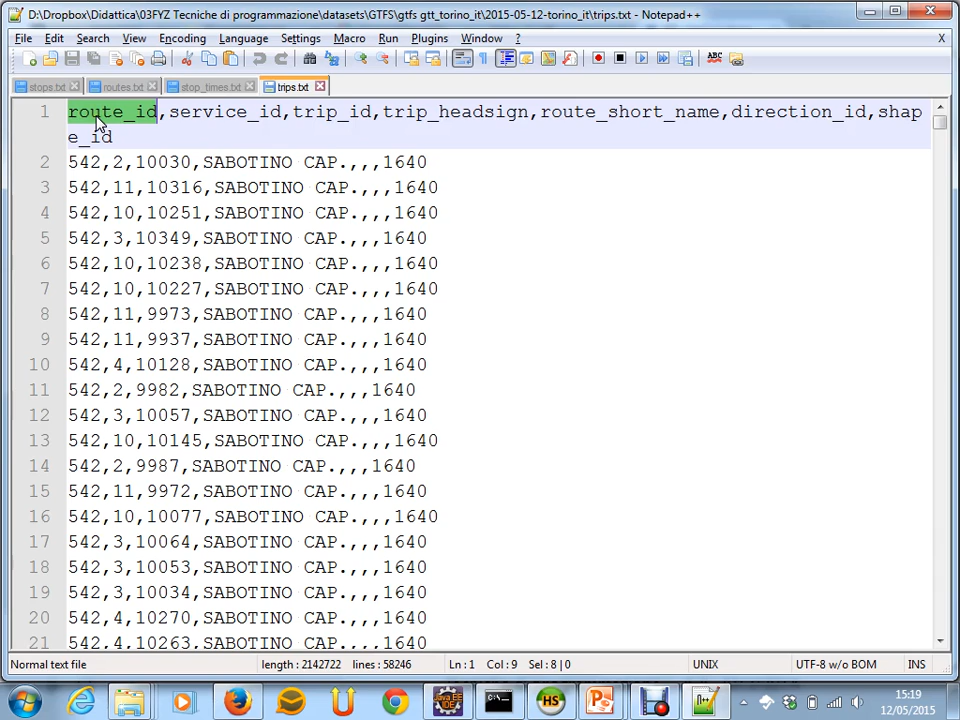 D:\Dropbox\Didattica\03FYZ Tecniche di programmazione\datasets\GTFS\gtfs gtt_torino_it\2015-05-12-torino_it\trips.txt - Notepad++
File Edit Search View Encoding Language Settings Macro Run Plugins Window ? X
ABC
stops.txt routes.txt stop_times.txt trips.txt
1 route_id,service_id,trip_id,trip_headsign,route_short_name,direction_id,shap
e_id
2 542,2,10030,SABOTINO CAP.,,,1640
3 542,11,10316,SABOTINO CAP.,,,1640
4 542,10,10251,SABOTINO CAP.,,,1640
5 542,3,10349,SABOTINO CAP.,,,1640
6 542,10,10238,SABOTINO CAP.,,,1640
7 542,10,10227,SABOTINO CAP.,,,1640
8 542,11,9973,SABOTINO CAP.,,,1640
9 542,11,9937,SABOTINO CAP.,,,1640
10 542,4,10128,SABOTINO CAP.,,,1640
11 542,2,9982,SABOTINO CAP.,,,1640
12 542,3,10057,SABOTINO CAP.,,,1640
13 542,10,10145,SABOTINO CAP.,,,1640
14 542,2,9987,SABOTINO CAP.,,,1640
15 542,11,9972,SABOTINO CAP.,,,1640
16 542,10,10077,SABOTINO CAP.,,,1640
17 542,3,10064,SABOTINO CAP.,,,1640
18 542,3,10053,SABOTINO CAP.,,,1640
19 542,3,10034,SABOTINO CAP.,,,1640
20 542,4,10270,SABOTINO CAP.,,,1640
21 542,4,10263,SABOTINO CAP.,,,1640
Normal text file length : 2142722 lines : 58246 Ln : 1 Col : 9 Sel : 8 | 0 UNIX UTF-8 w/o BOM INS
Java EE
IDE
C:\
HS
15:19
12/05/2015